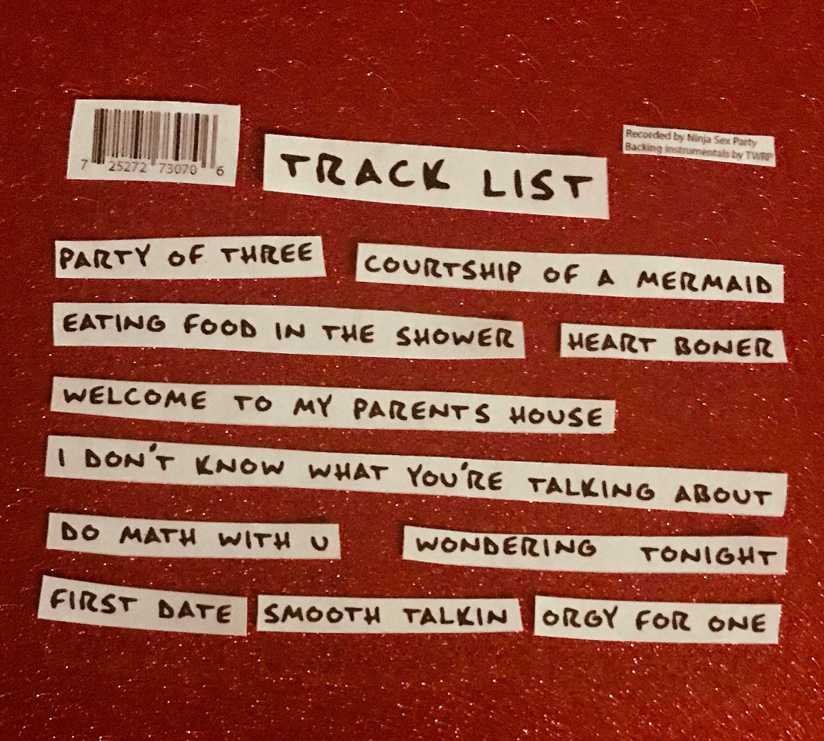 7 25272 73070 6
TRACK LIST
Recorded by Ninja Sex Party
Backing Instrumentals by TWRP
PARTY OF THREE
COURTSHIP OF A MERMAID
EATING FOOD IN THE SHOWER
HEART BONER
WELCOME TO MY PARENTS HOUSE
I DON'T KNOW WHAT YOU'RE TALKING ABOUT
DO MATH WITH U
WONDERING TONIGHT
FIRST DATE
SMOOTH TALKIN
ORGY FOR ONE